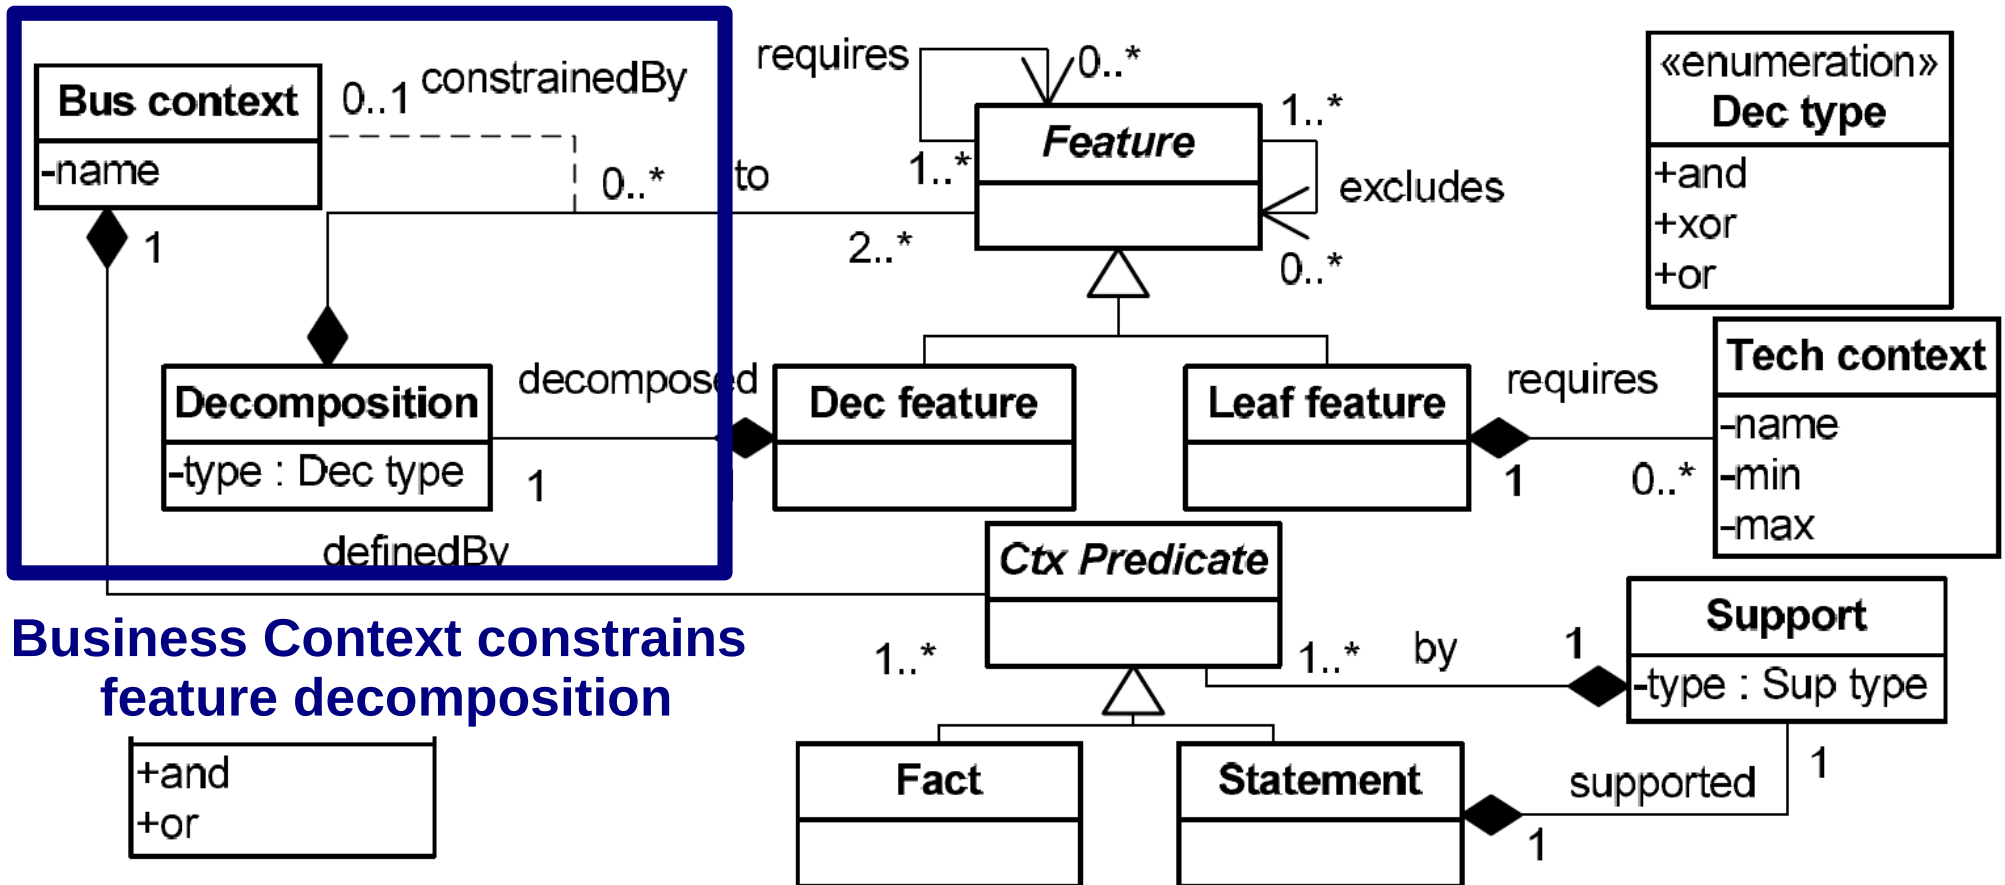 requires
0..*
«enumeration»
Dec type
+and
+xor
+or
Bus context
-name
0..1
constrainedBy
0..*
to
1..*
Feature
1..*
excludes
0..*
2..*
1
Decomposition
-type : Dec type
decomposed
1
Dec feature
Leaf feature
requires
1
0..*
Tech context
-name
-min
-max
definedBy
Ctx Predicate
1..*
1..*
by
1
Support
-type : Sup type
Business Context constrains
feature decomposition
+and
+or
Fact
Statement
supported
1
1